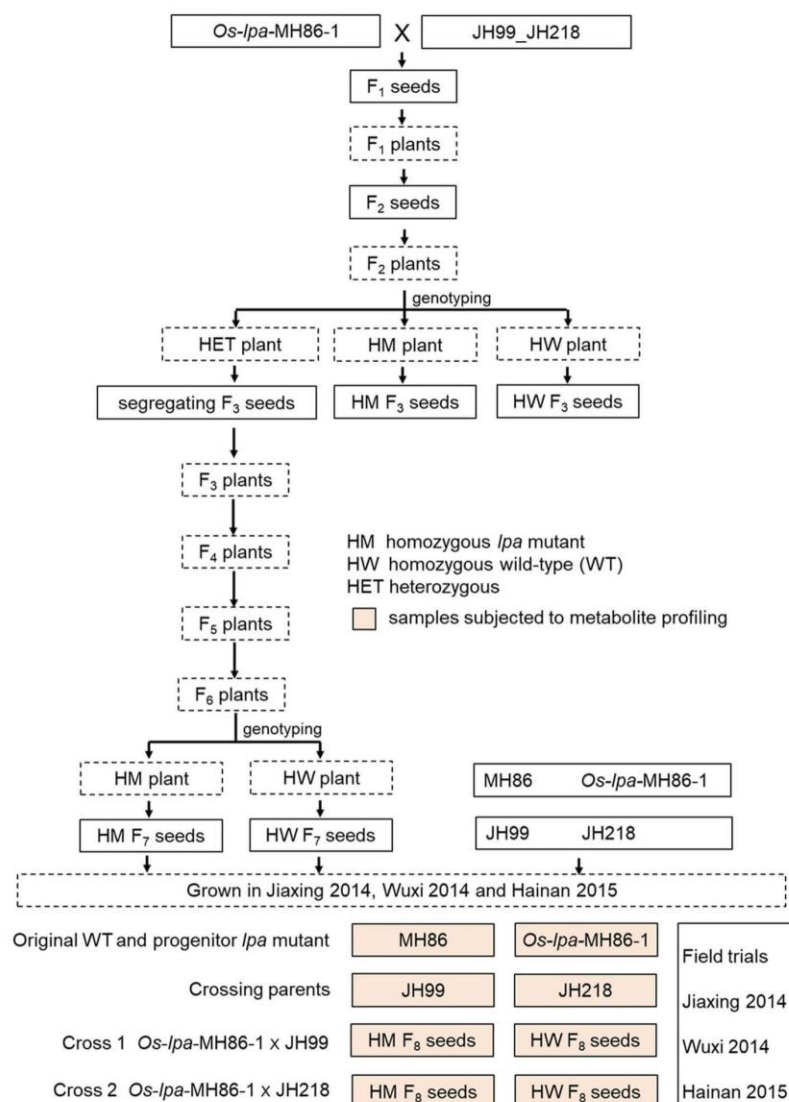 Os-lpa-MH86-1 X JH99_JH218
F1 seeds
F1 plants
F2 seeds
F2 plants
genotyping
HET plant HM plant HW plant
segregating F3 seeds HM F3 seeds HW F3 seeds
F3 plants
F4 plants
F5 plants
F6 plants
HM homozygous lpa mutant
HW homozygous wild-type (WT)
HET heterozygous
samples subjected to metabolite profiling
genotyping
HM plant HW plant
HM F7 seeds HW F7 seeds
MH86 Os-lpa-MH86-1
JH99 JH218
Grown in Jiaxing 2014, Wuxi 2014 and Hainan 2015
Original WT and progenitor lpa mutant MH86 Os-lpa-MH86-1
Crossing parents JH99 JH218
Cross 1 Os-lpa-MH86-1 x JH99 HM F8 seeds HW F8 seeds
Cross 2 Os-lpa-MH86-1 x JH218 HM F8 seeds HW F8 seeds
Field trials
Jiaxing 2014
Wuxi 2014
Hainan 2015